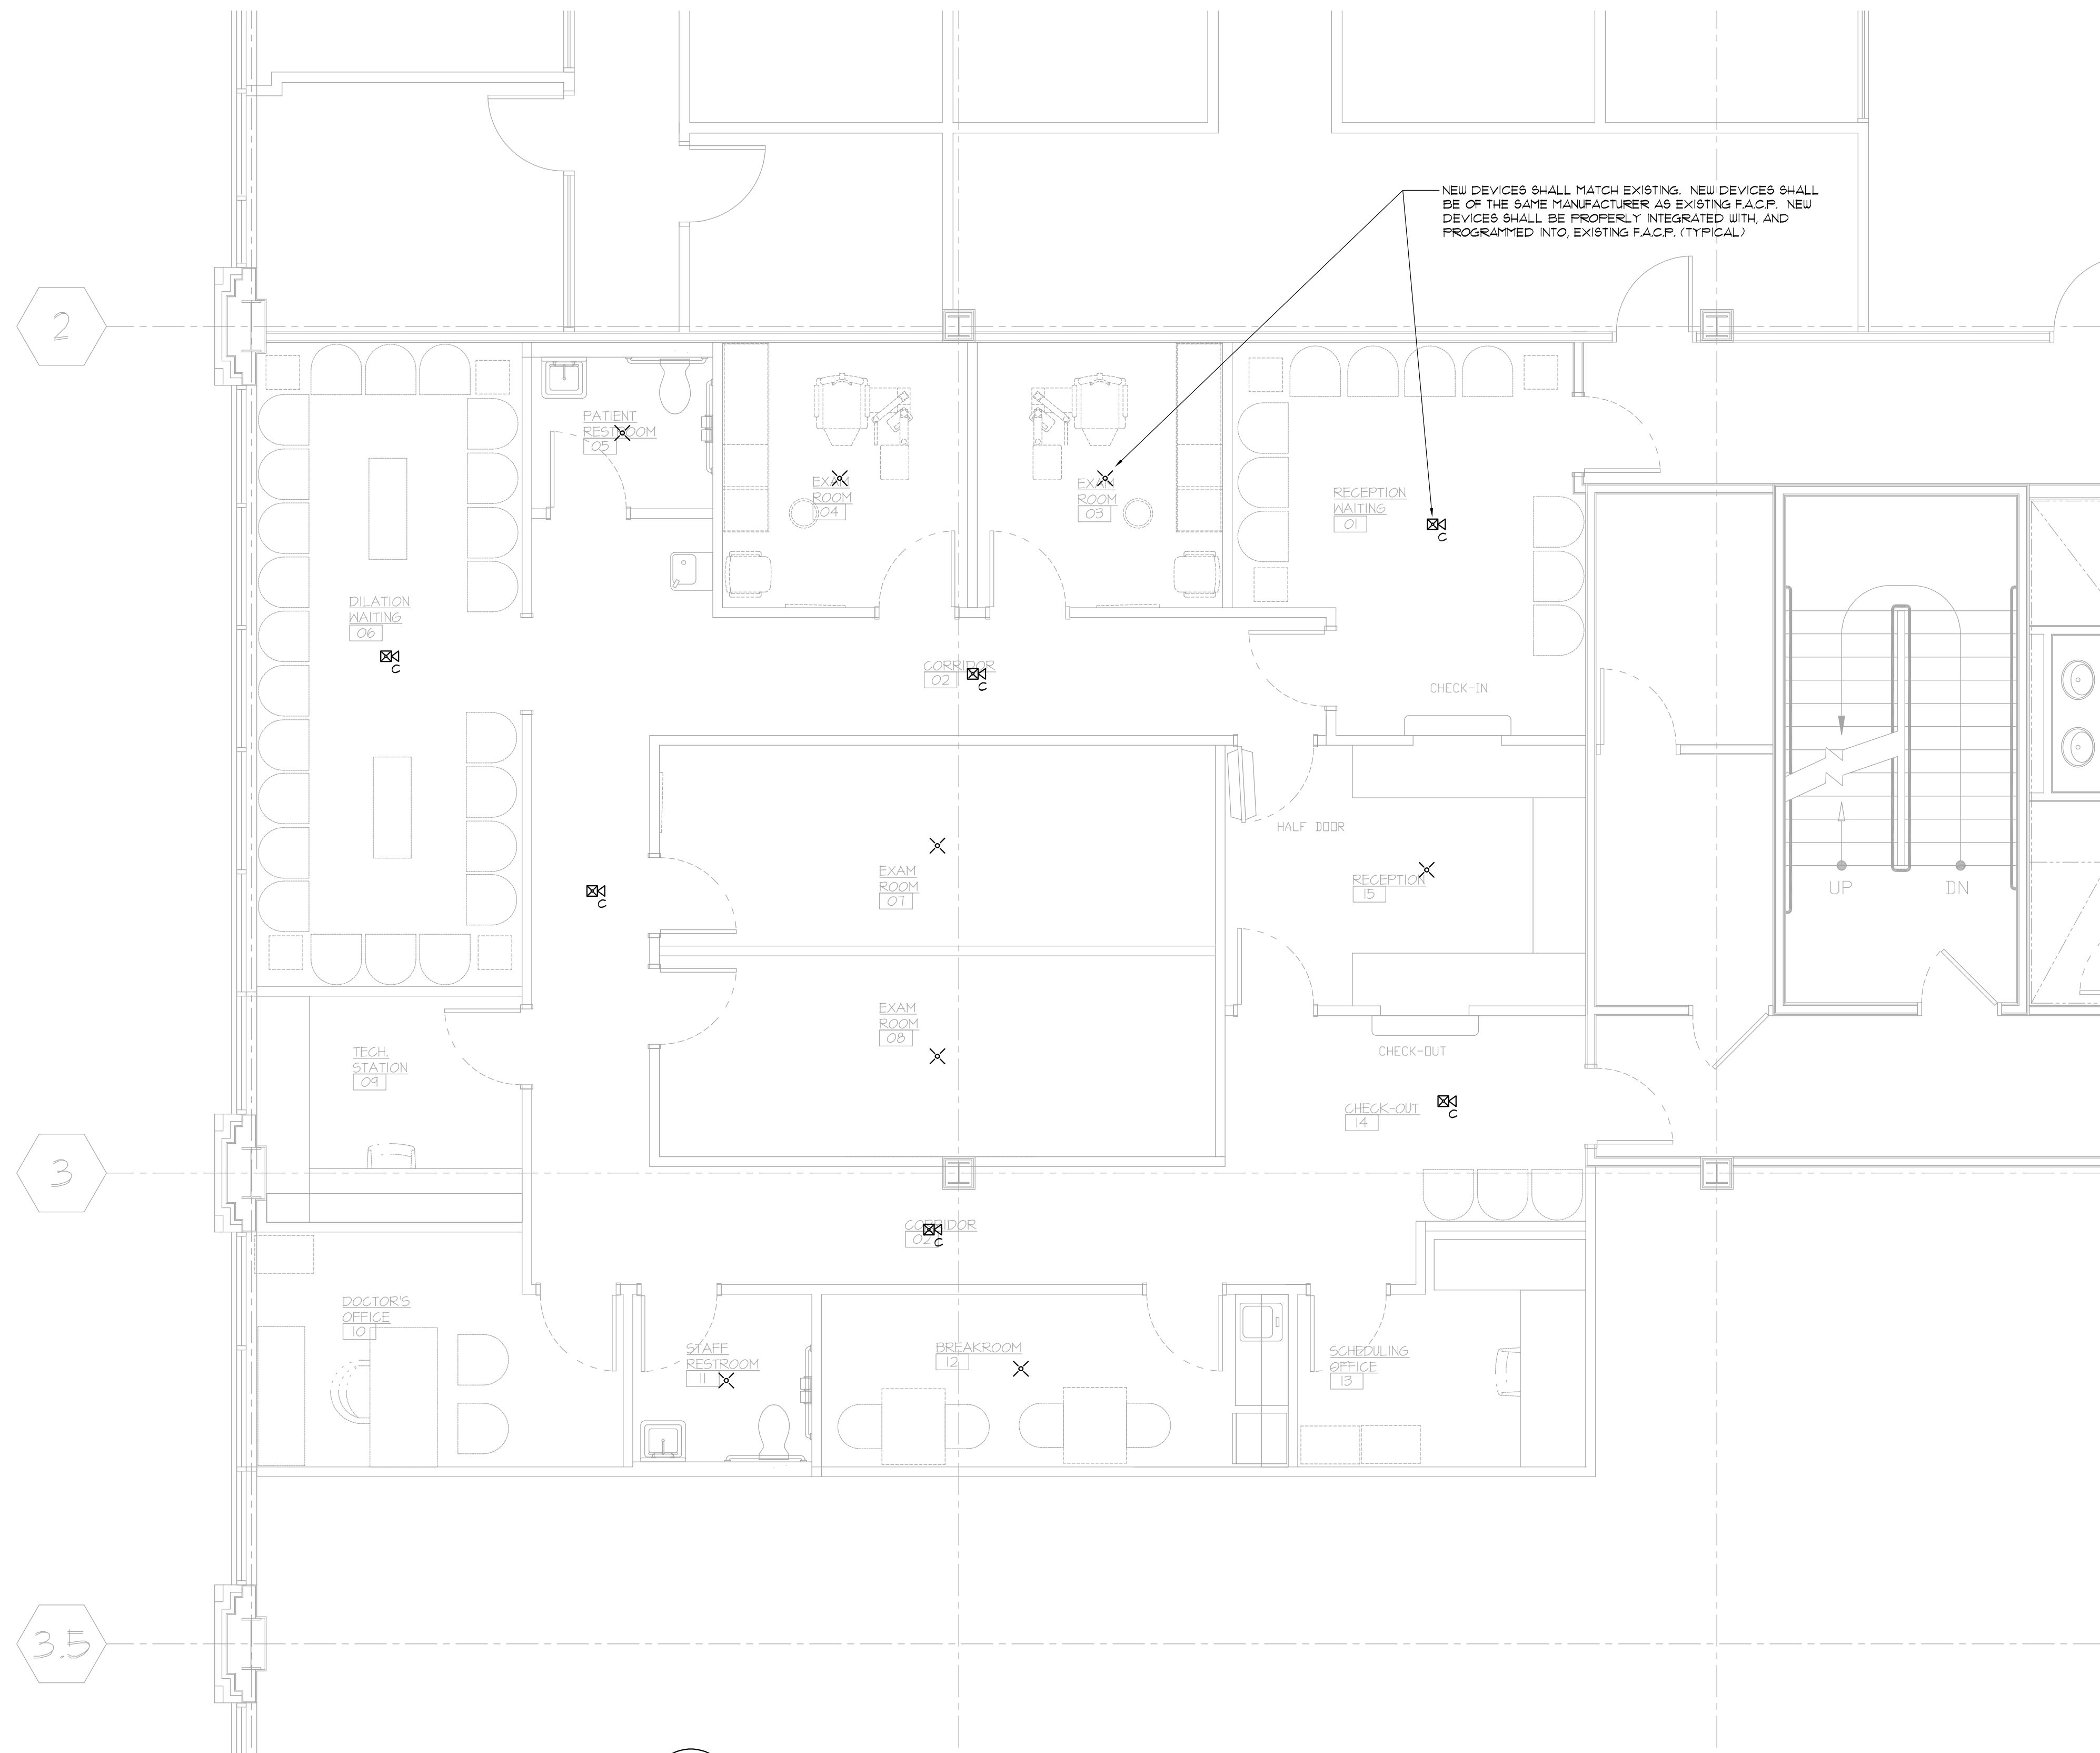 NEW DEVICES SHALL MATCH EXISTING. NEW DEVICES SHALL
BE OF THE SAME MANUFACTURER AS EXISTING F.A.C.P. NEW
DEVICES SHALL BE PROPERLY INTEGRATED WITH, AND
PROGRAMMED INTO, EXISTING F.A.C.P. (TYPICAL)
2
PATIENT
RESTROOM
05
EXAM
ROOM
04
EXAM
ROOM
03
RECEPTION
WAITING
01
C
DILATION
WAITING
06
C
CORRIDOR
02
C
CHECK-IN
HALF DOOR
C
EXAM
ROOM
07
RECEPTION
15
UP
DN
EXAM
ROOM
08
TECH.
STATION
09
CHECK-OUT
CHECK-OUT
14
C
3
CORRIDOR
02
C
DOCTOR'S
OFFICE
10
STAFF
RESTROOM
11
BREAKROOM
12
SCHEDULING
OFFICE
13
3.5